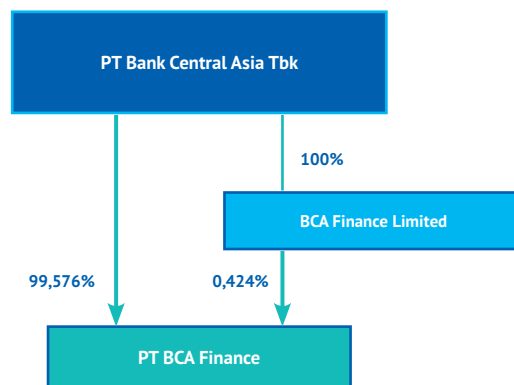 PT Bank Central Asia Tbk
100%
BCA Finance Limited
99,576%
0,424%
PT BCA Finance